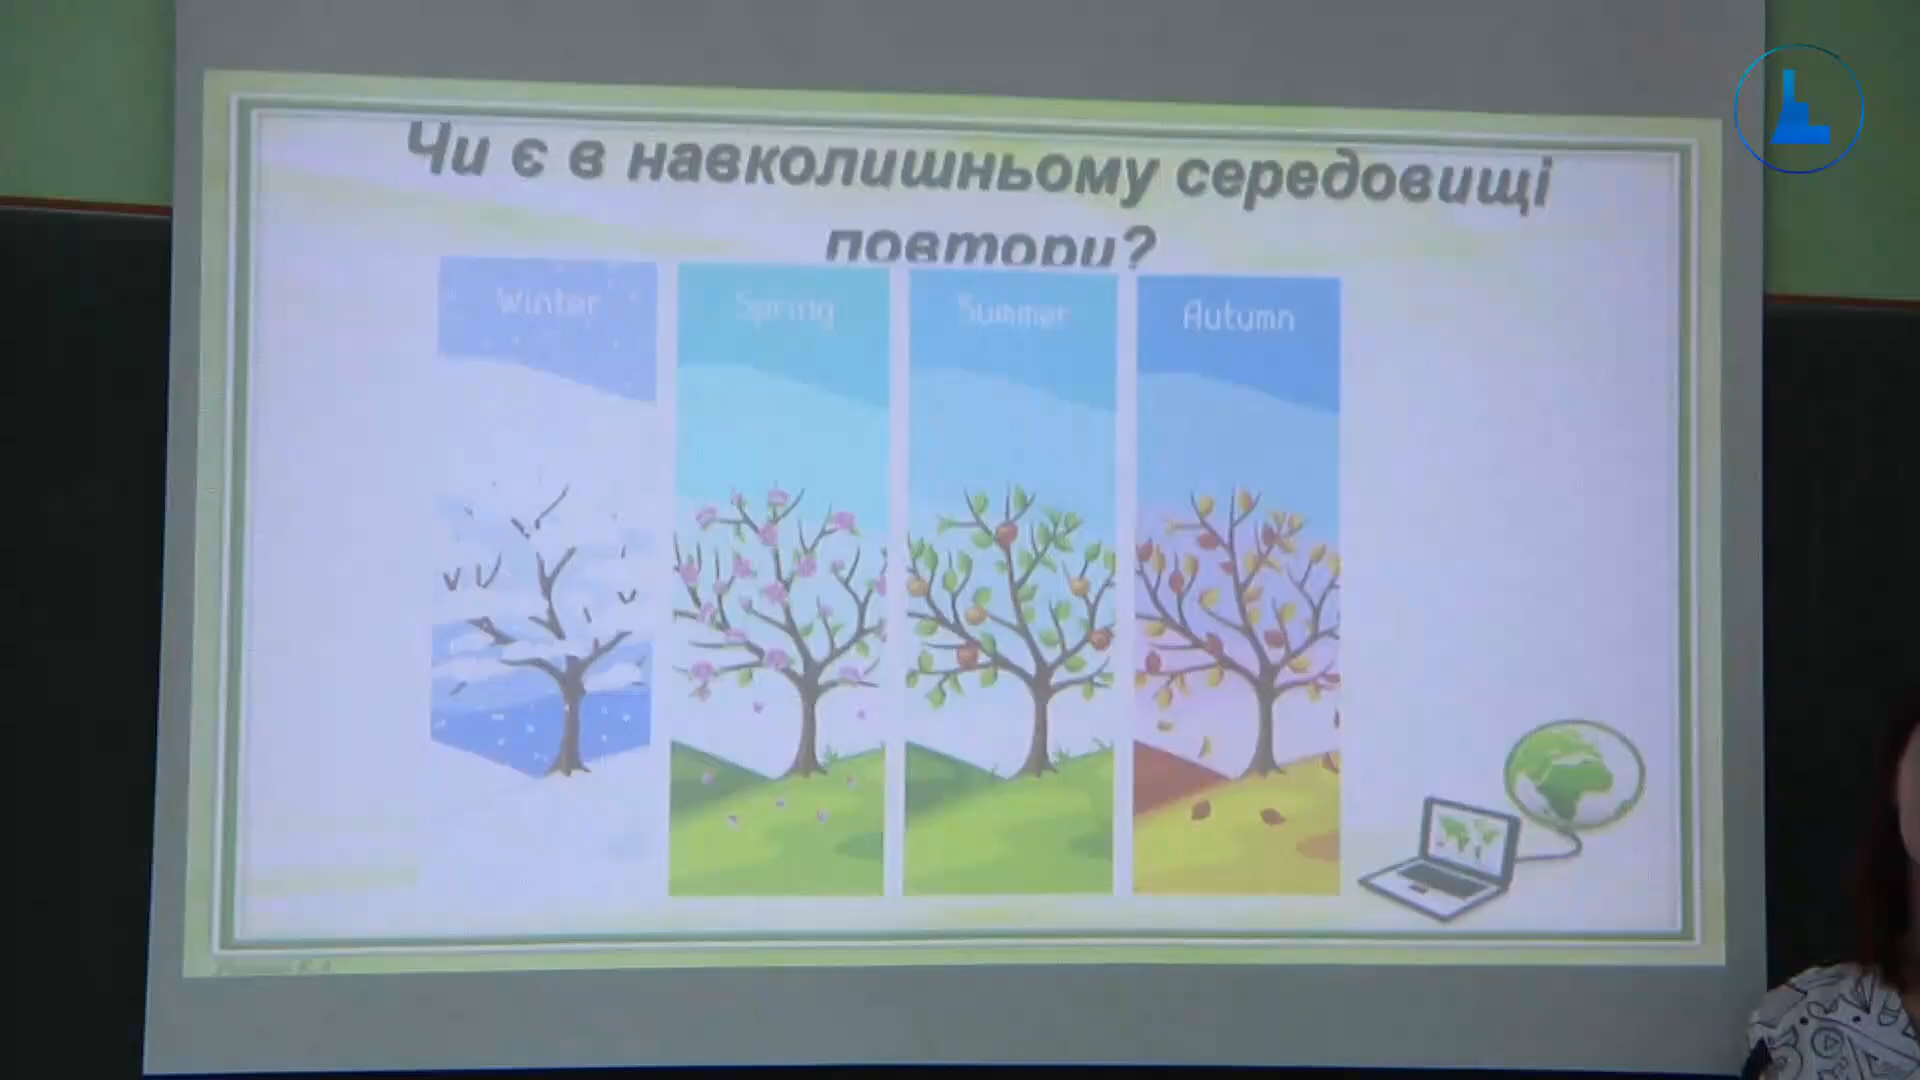 Чи є в навколишньому середовищі
повтори?
Winter
Spring
Summer
Autumn